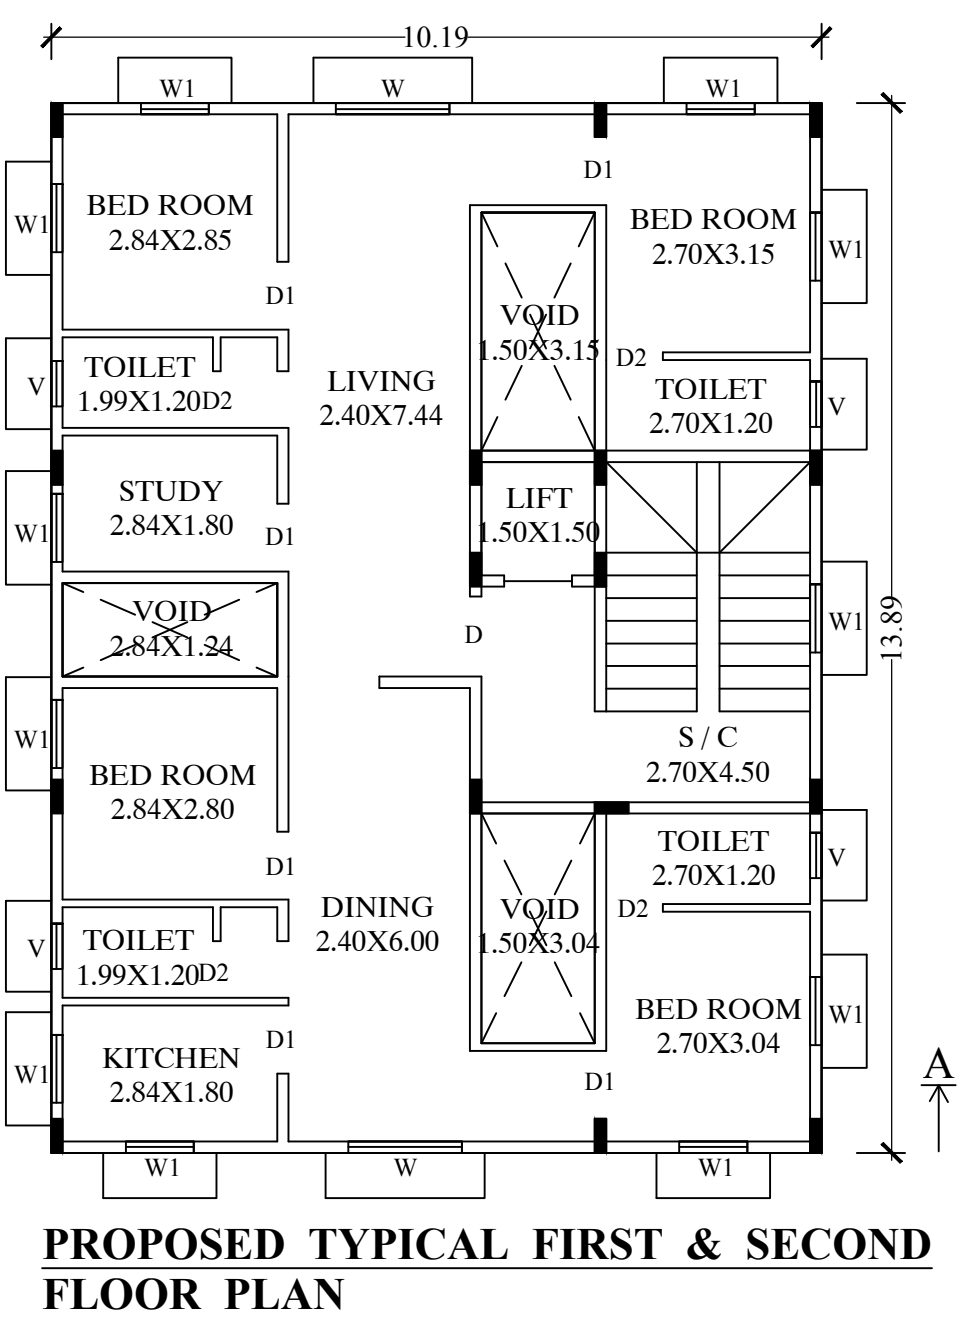 10.19
W1
W
W1
D1
BED ROOM
2.84X2.85
W1
BED ROOM
2.70X3.15
W1
D1
VOID
1.50X3.15
D2
TOILET
1.99X1.20
D2
V
LIVING
2.40X7.44
TOILET
2.70X1.20
V
STUDY
2.84X1.80
W1
D1
LIFT
1.50X1.50
VOID
2.84X1.24
D
W1
13.89
W1
S / C
2.70X4.50
BED ROOM
2.84X2.80
D1
TOILET
2.70X1.20
V
DINING
2.40X6.00
VOID
1.50X3.04
D2
TOILET
1.99X1.20
D2
V
BED ROOM
2.70X3.04
W1
D1
KITCHEN
2.84X1.80
W1
D1
A
W1
W
W1
PROPOSED TYPICAL FIRST & SECOND
FLOOR PLAN